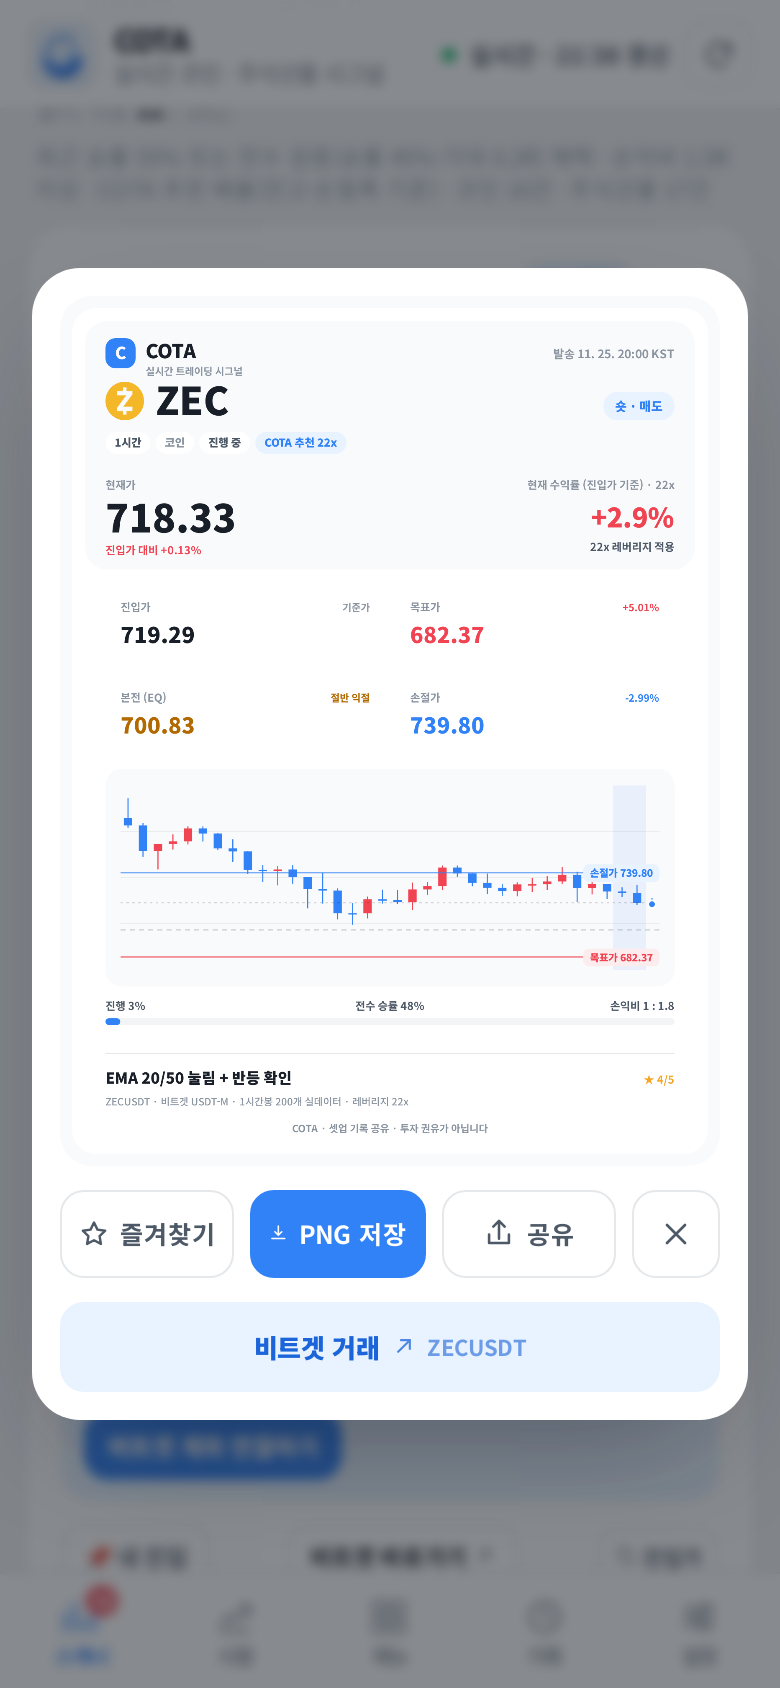 COTA
C COTA
실시간 트레이딩 시그널
발송 11. 25. 20:00 KST
ZEC
숏 · 매도
1시간 코인 진행 중 COTA 추천 22x
현재가
현재 수익률 (진입가 기준) · 22x
718.33
+2.9%
진입가 대비 +0.13%
22x 레버리지 적용
진입가 기준가
719.29
목표가 +5.01%
682.37
본전 (EQ) 절반 익절
700.83
손절가 -2.99%
739.80
손절가 739.80
목표가 682.37
진행 3% 전수 승률 48% 손익비 1 : 1.8
EMA 20/50 눌림 + 반등 확인
★ 4/5
ZECUSDT · 비트겟 USDT-M · 1시간봉 200개 실데이터 · 레버리지 22x
COTA · 셋업 기록 공유 · 투자 권유가 아닙니다
즐겨찾기 PNG 저장 공유
비트겟 거래 ↗ ZECUSDT